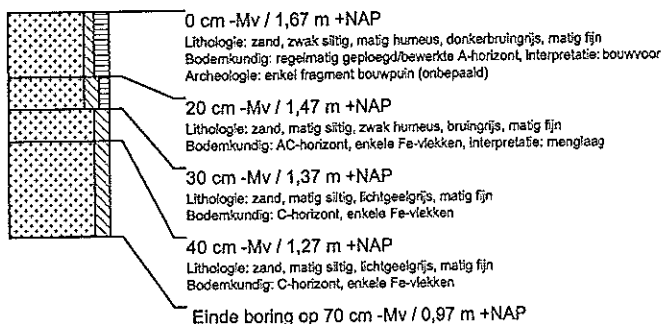 0 cm -Mv / 1,67 m +NAP
Lithologie: zand, zwak siltig, matig humeus, donkerbruingrijs, matig fijn
Bodemkundig: regelmatig geploegd/bewerkte A-horizont, interpretatie: bouwvoor
Archeologie: enkel fragment bouwpuin (onbepaald)
20 cm -Mv / 1,47 m +NAP
Lithologie: zand, matig siltig, zwak humeus, bruingrijs, matig fijn
Bodemkundig: AC-horizont, enkele Fe-vlekken, interpretatie: menglaag
30 cm -Mv / 1,37 m +NAP
Lithologie: zand, matig siltig, lichtgeelgrijs, matig fijn
Bodemkundig: C-horizont, enkele Fe-vlekken
40 cm -Mv / 1,27 m +NAP
Lithologie: zand, matig siltig, lichtgeelgrijs, matig fijn
Bodemkundig: C-horizont, enkele Fe-vlekken
Einde boring op 70 cm -Mv / 0,97 m +NAP